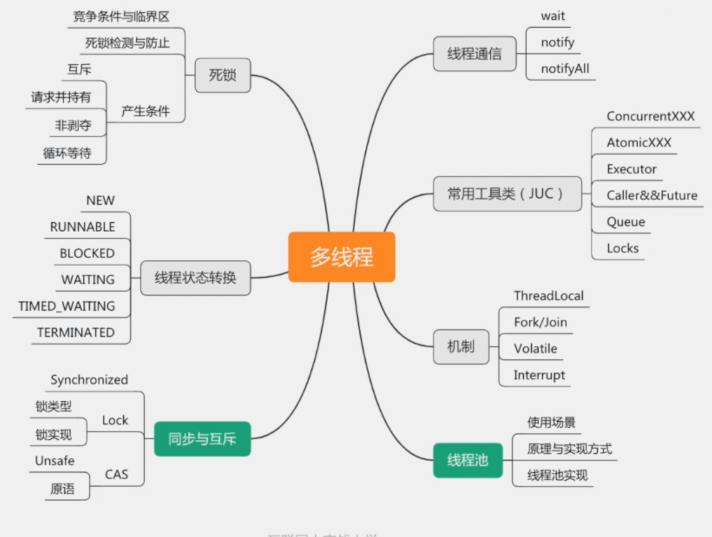 多线程
死锁
竞争条件与临界区
死锁检测与防止
产生条件
互斥
请求并持有
非剥夺
循环等待
线程状态转换
NEW
RUNNABLE
BLOCKED
WAITING
TIMED_WAITING
TERMINATED
同步与互斥
Synchronized
Lock
锁类型
锁实现
CAS
Unsafe
原语
线程通信
wait
notify
notifyAll
常用工具类（JUC）
ConcurrentXXX
AtomicXXX
Executor
Caller&&Future
Queue
Locks
机制
ThreadLocal
Fork/Join
Volatile
Interrupt
线程池
使用场景
原理与实现方式
线程池实现